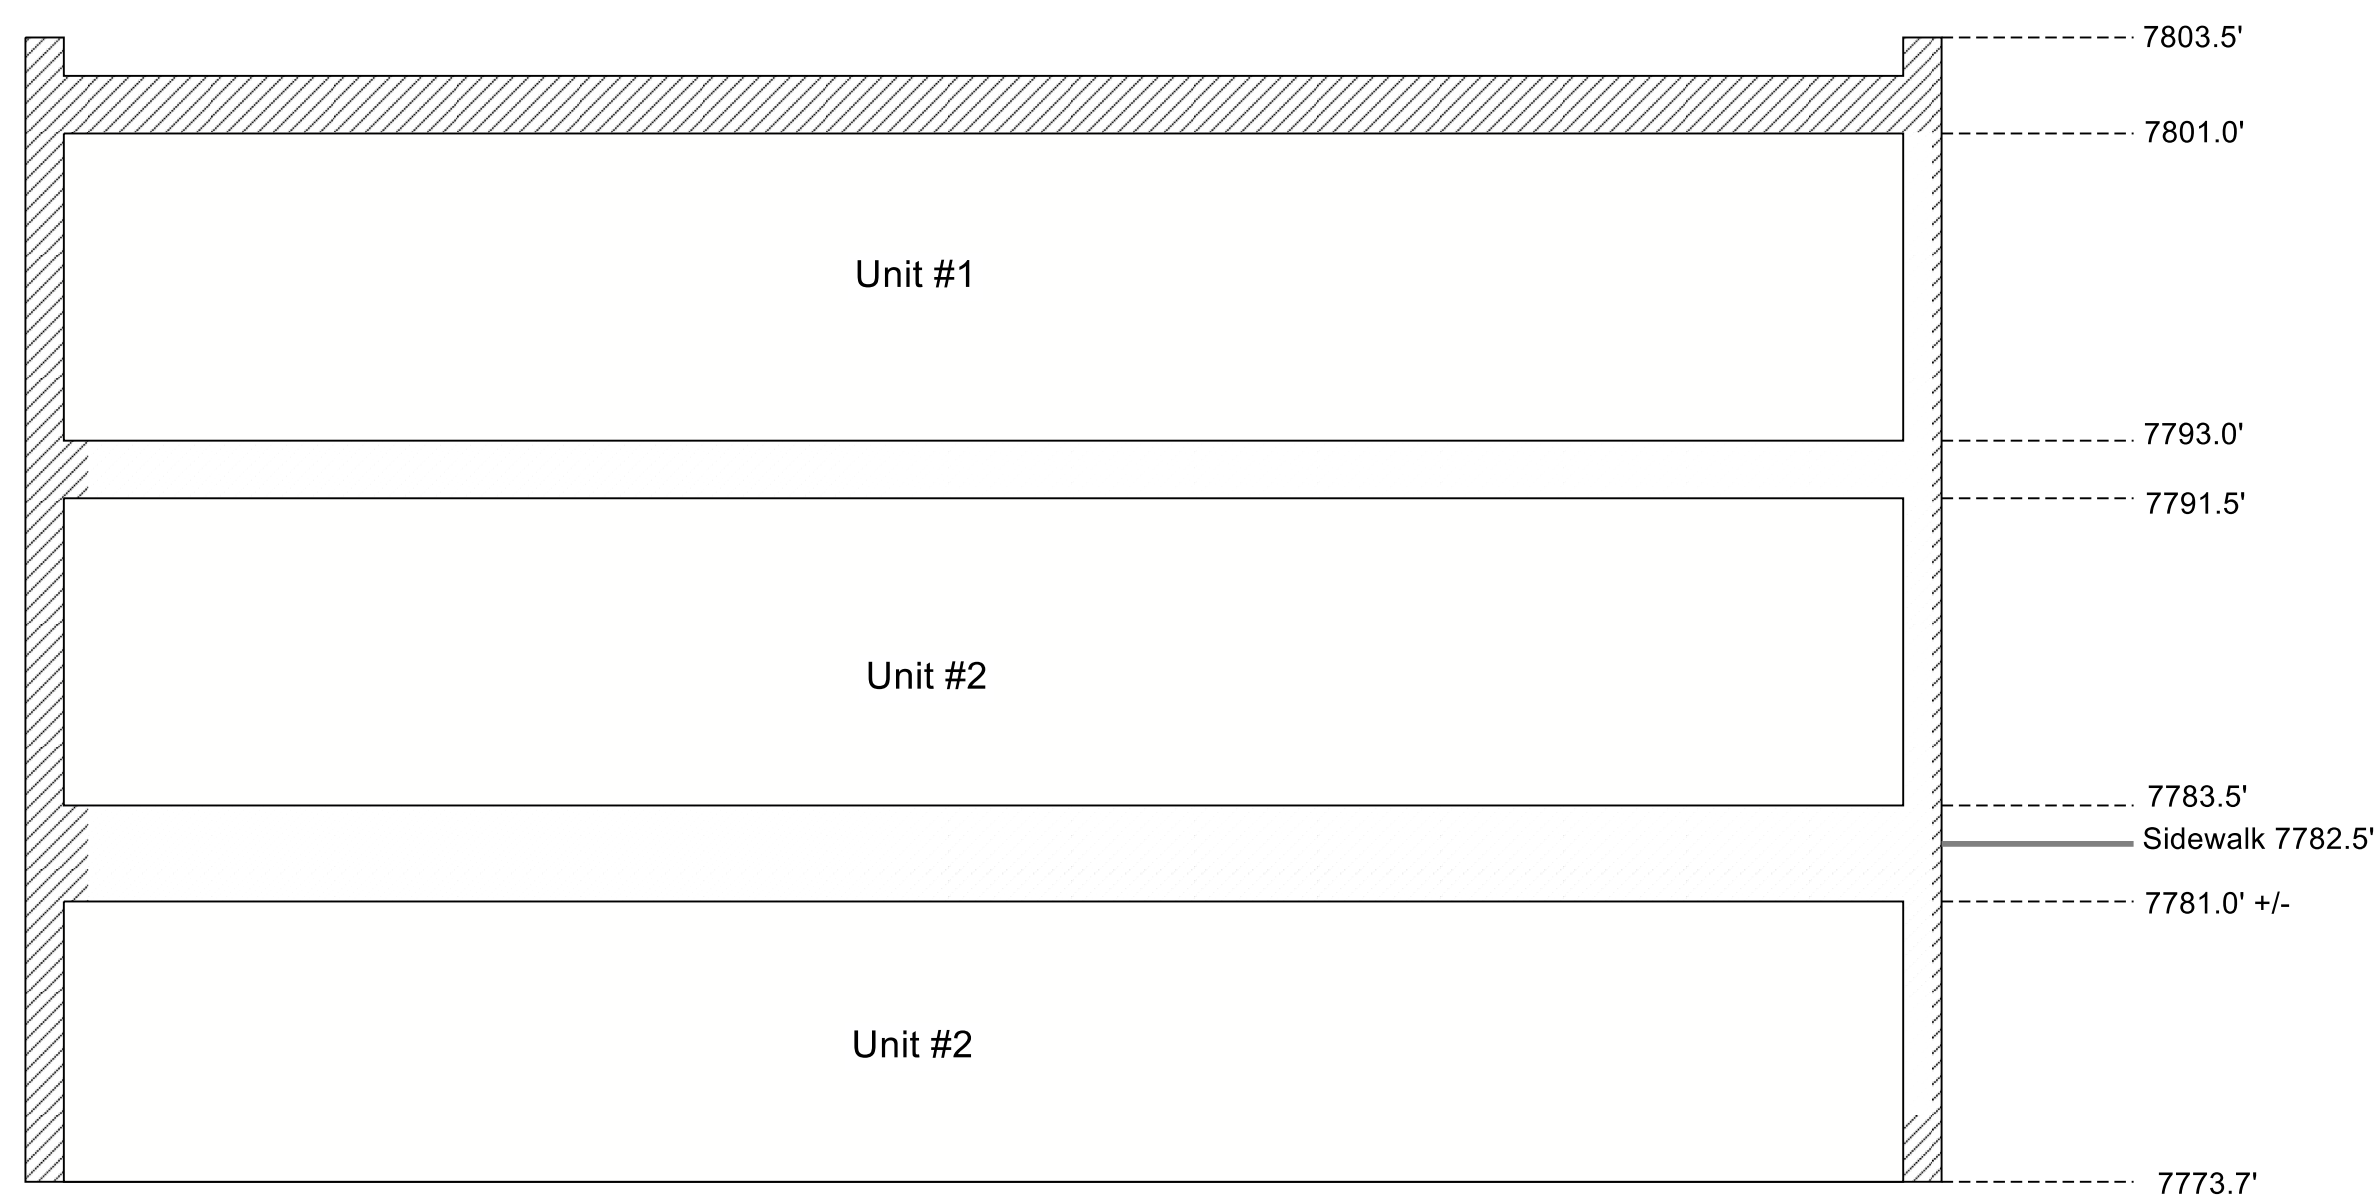 7803.5'
7801.0'
Unit #1
7793.0'
7791.5'
Unit #2
7783.5'
Sidewalk 7782.5'
7781.0' +/-
Unit #2
7773.7'